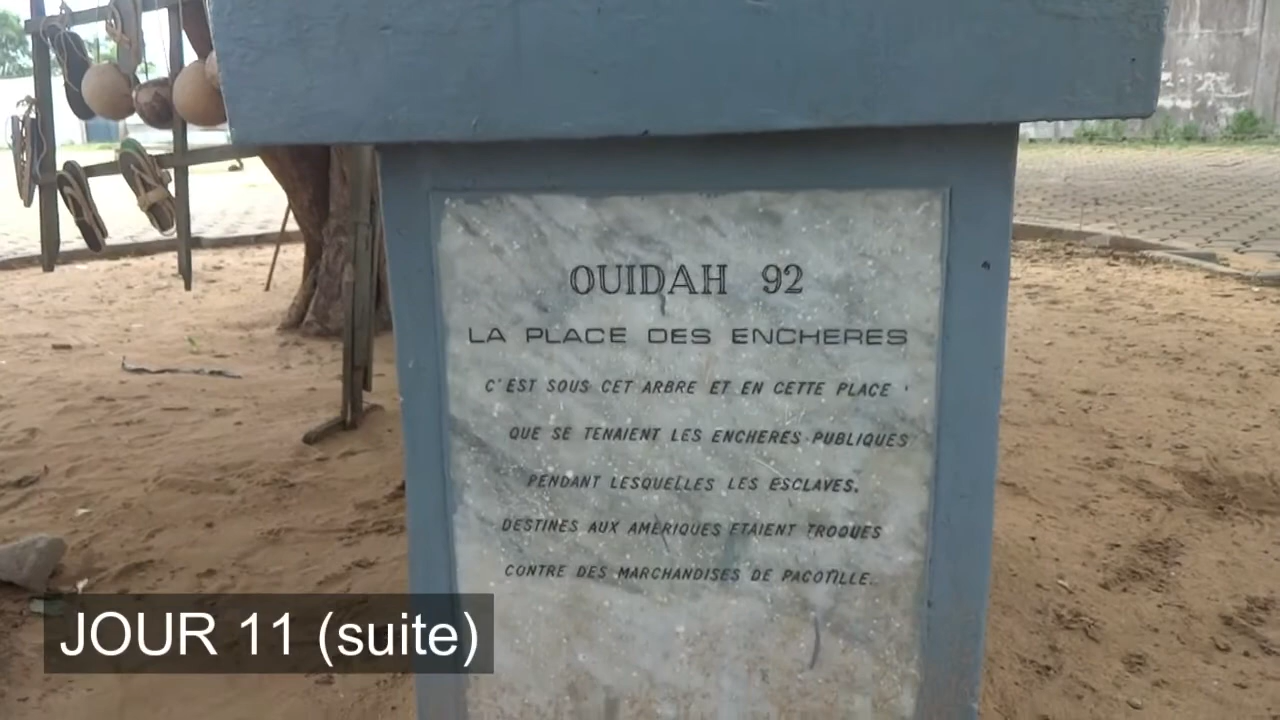 OUIDAH 92
LA PLACE DES ENCHERES
C'EST SOUS CET ARBRE ET EN CETTE PLACE
QUE SE TENAIENT LES ENCHERES PUBLIQUES
PENDANT LESQUELLES LES ESCLAVES.
DESTINES AUX AMERIQUES ETAIENT TROQUES
CONTRE DES MARCHANDISES DE PACOTILLE.
JOUR 11 (suite)